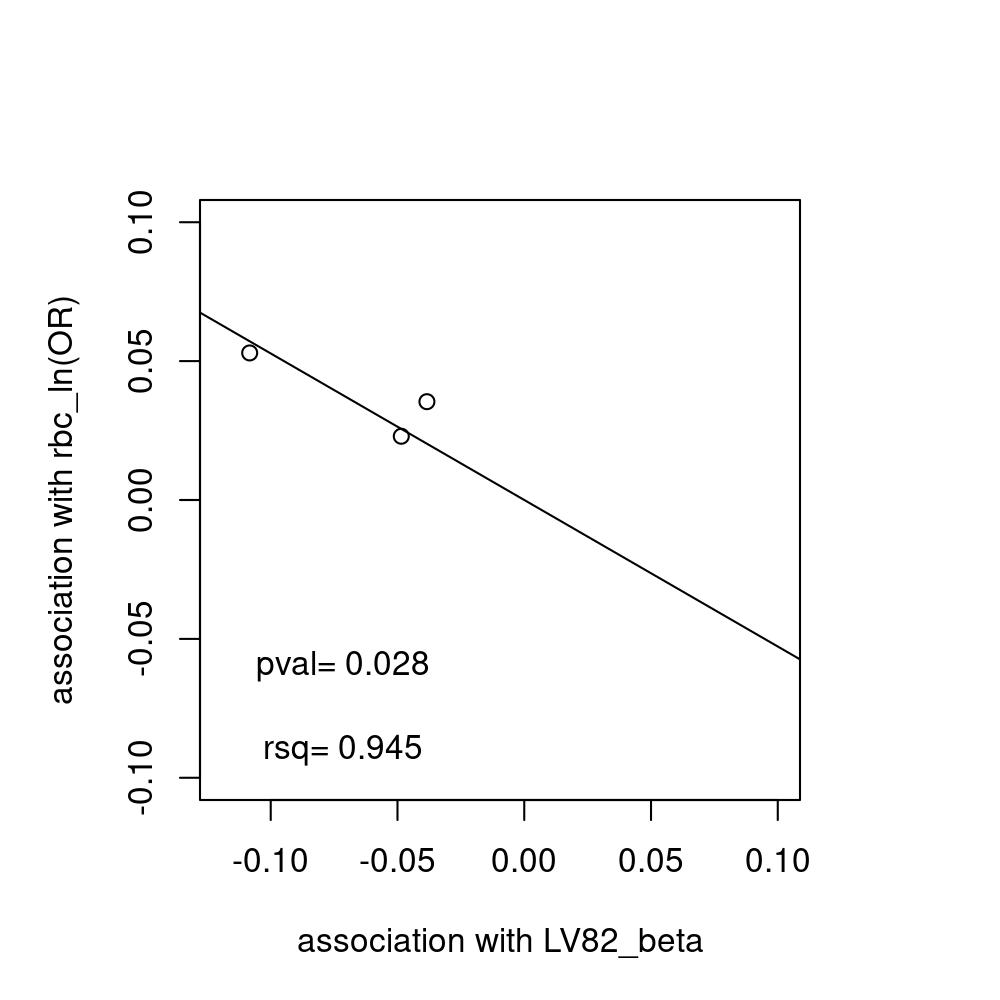 association with rbc_ln(OR)
0.10
0.05
0.00
-0.05
-0.10
pval= 0.028
rsq= 0.945
-0.10 -0.05 0.00 0.05 0.10
association with LV82_beta